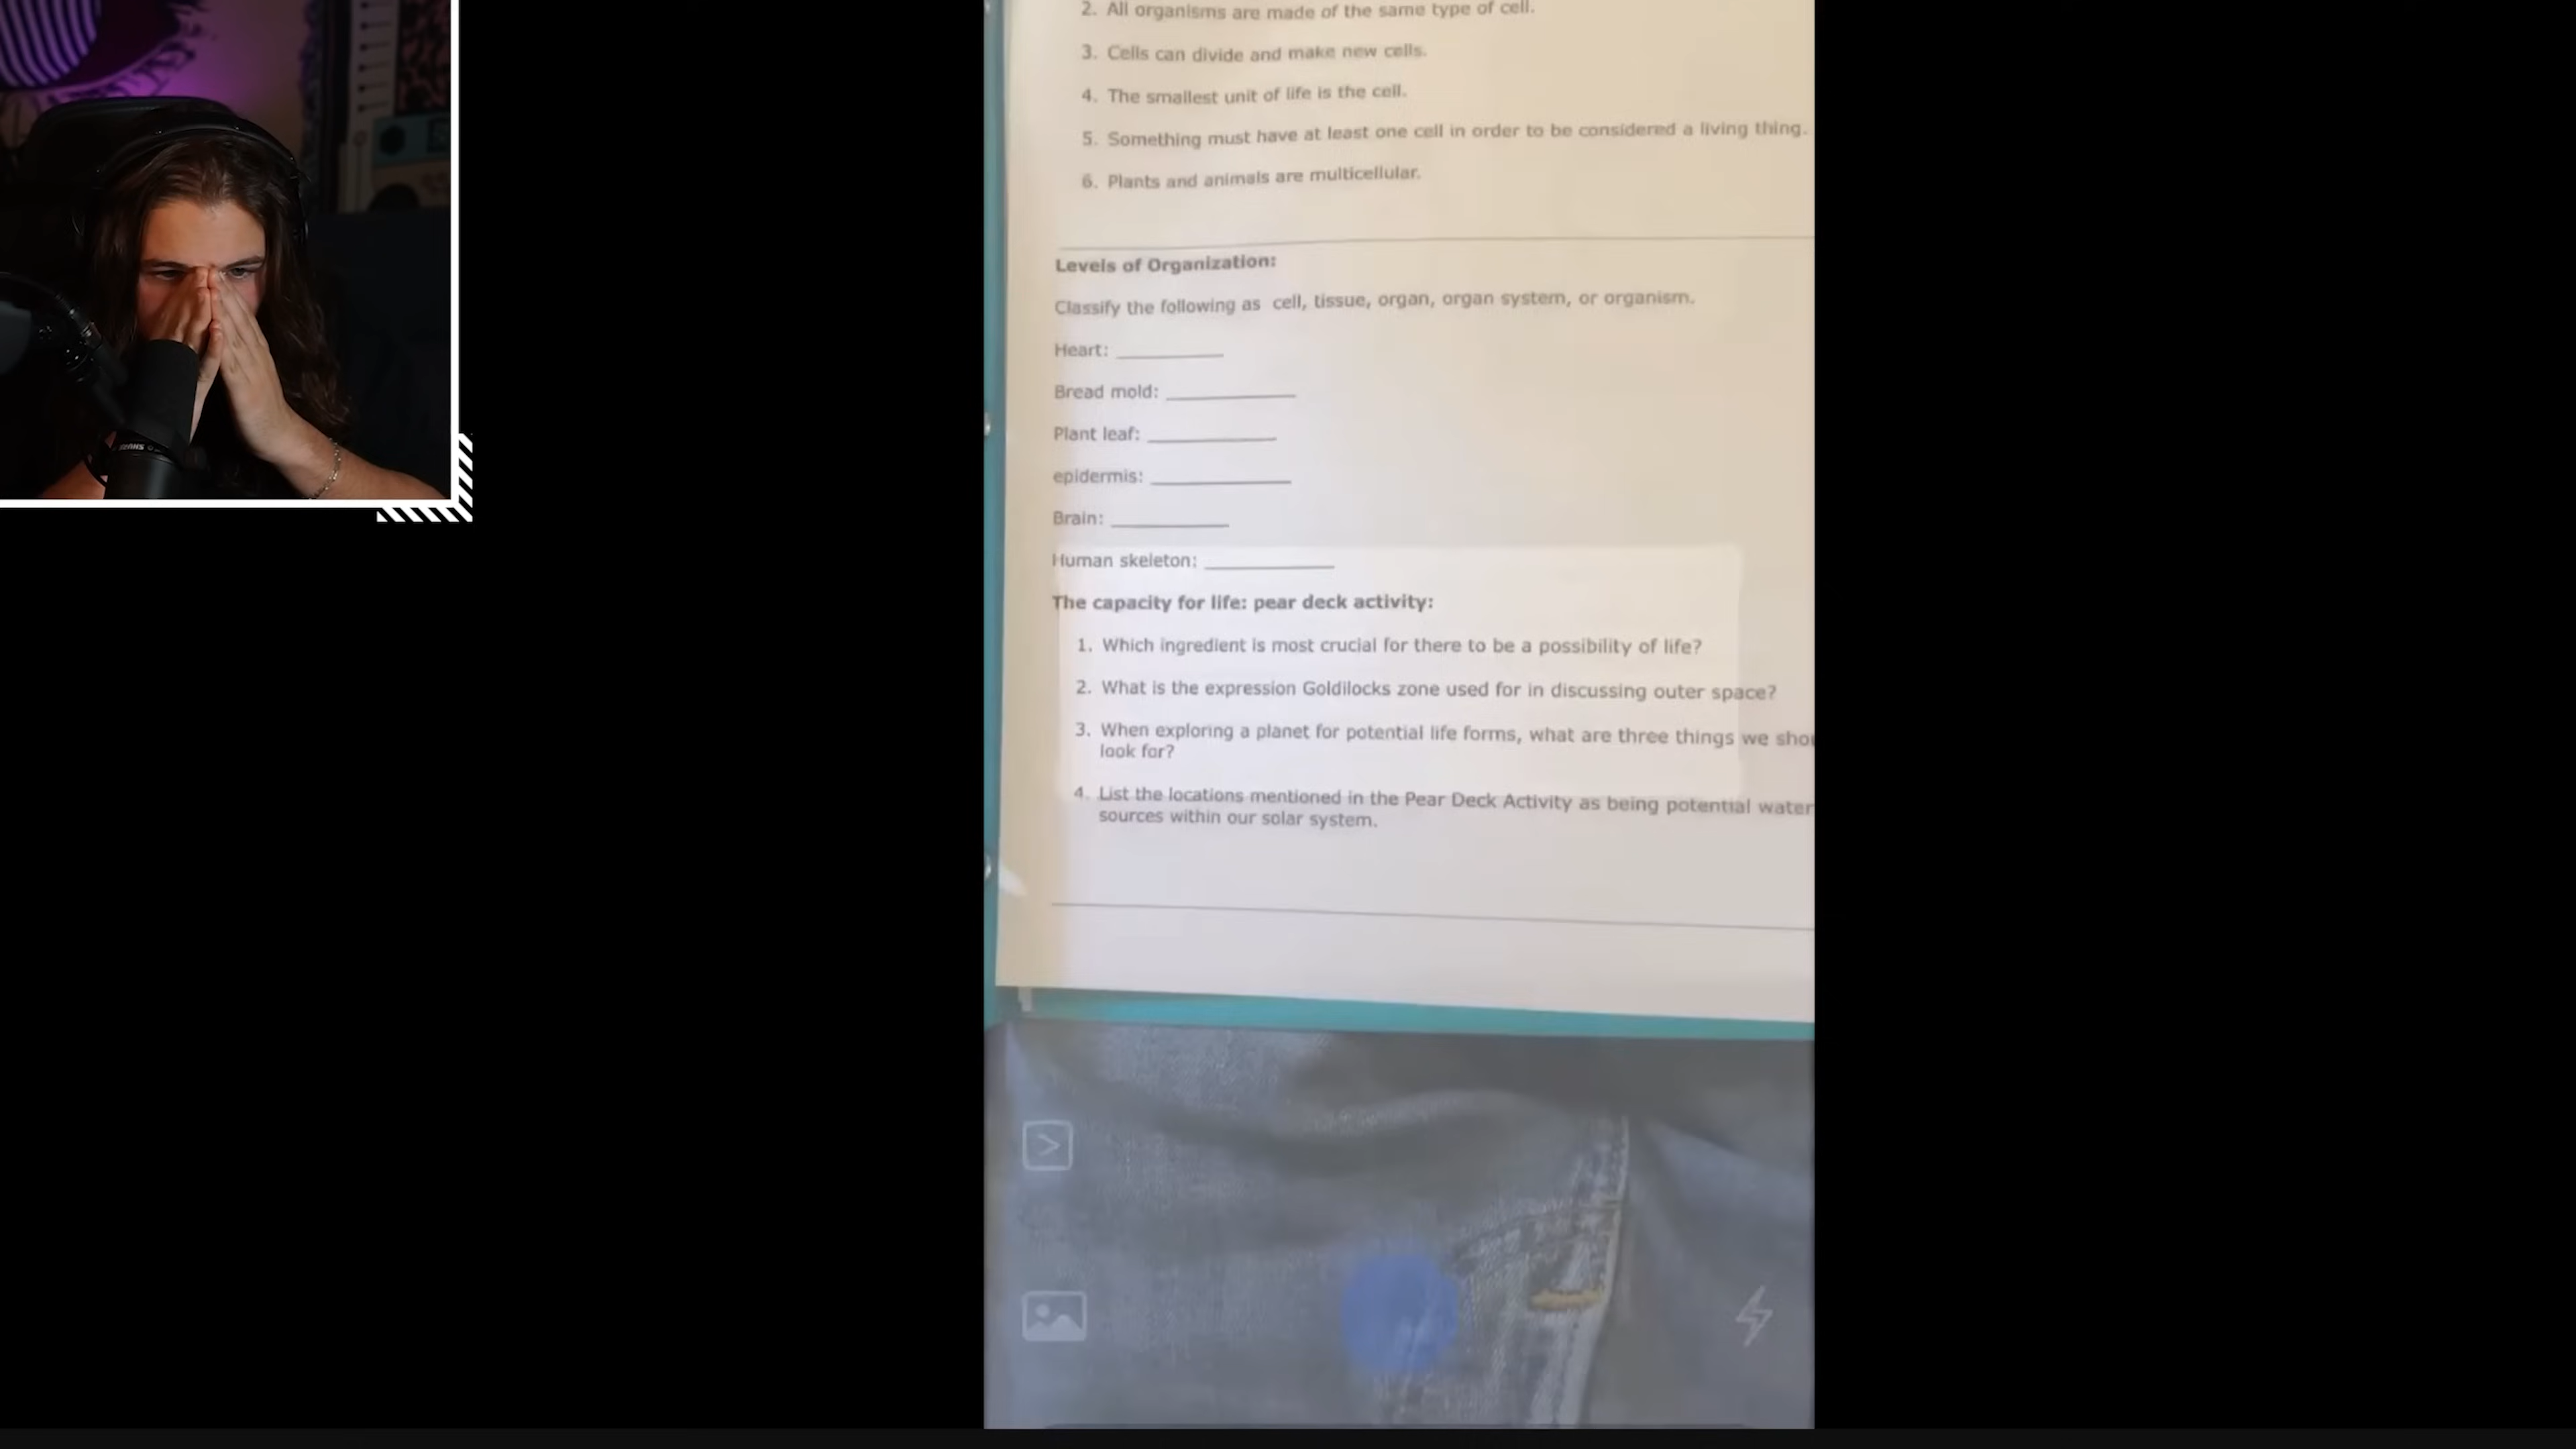 2. All organisms are made of the same type of cell.
3. Cells can divide and make new cells.
4. The smallest unit of life is the cell.
5. Something must have at least one cell in order to be considered a living thing.
6. Plants and animals are multicellular.
Levels of Organization:
Classify the following as cell, tissue, organ, organ system, or organism.
Heart: __________
Bread mold: ____________
Plant leaf: ____________
epidermis: _____________
Brain: ___________
Human skeleton: ____________
The capacity for life: pear deck activity:
1. Which ingredient is most crucial for there to be a possibility of life?
2. What is the expression Goldilocks zone used for in discussing outer space?
3. When exploring a planet for potential life forms, what are three things we
look for?
4. List the locations mentioned in the Pear Deck Activity as being potential water
sources within our solar system.